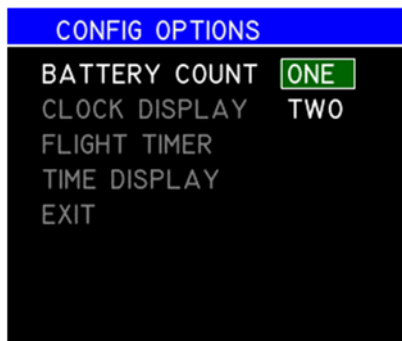 CONFIG OPTIONS
BATTERY COUNT ONE
CLOCK DISPLAY TWO
FLIGHT TIMER
TIME DISPLAY
EXIT